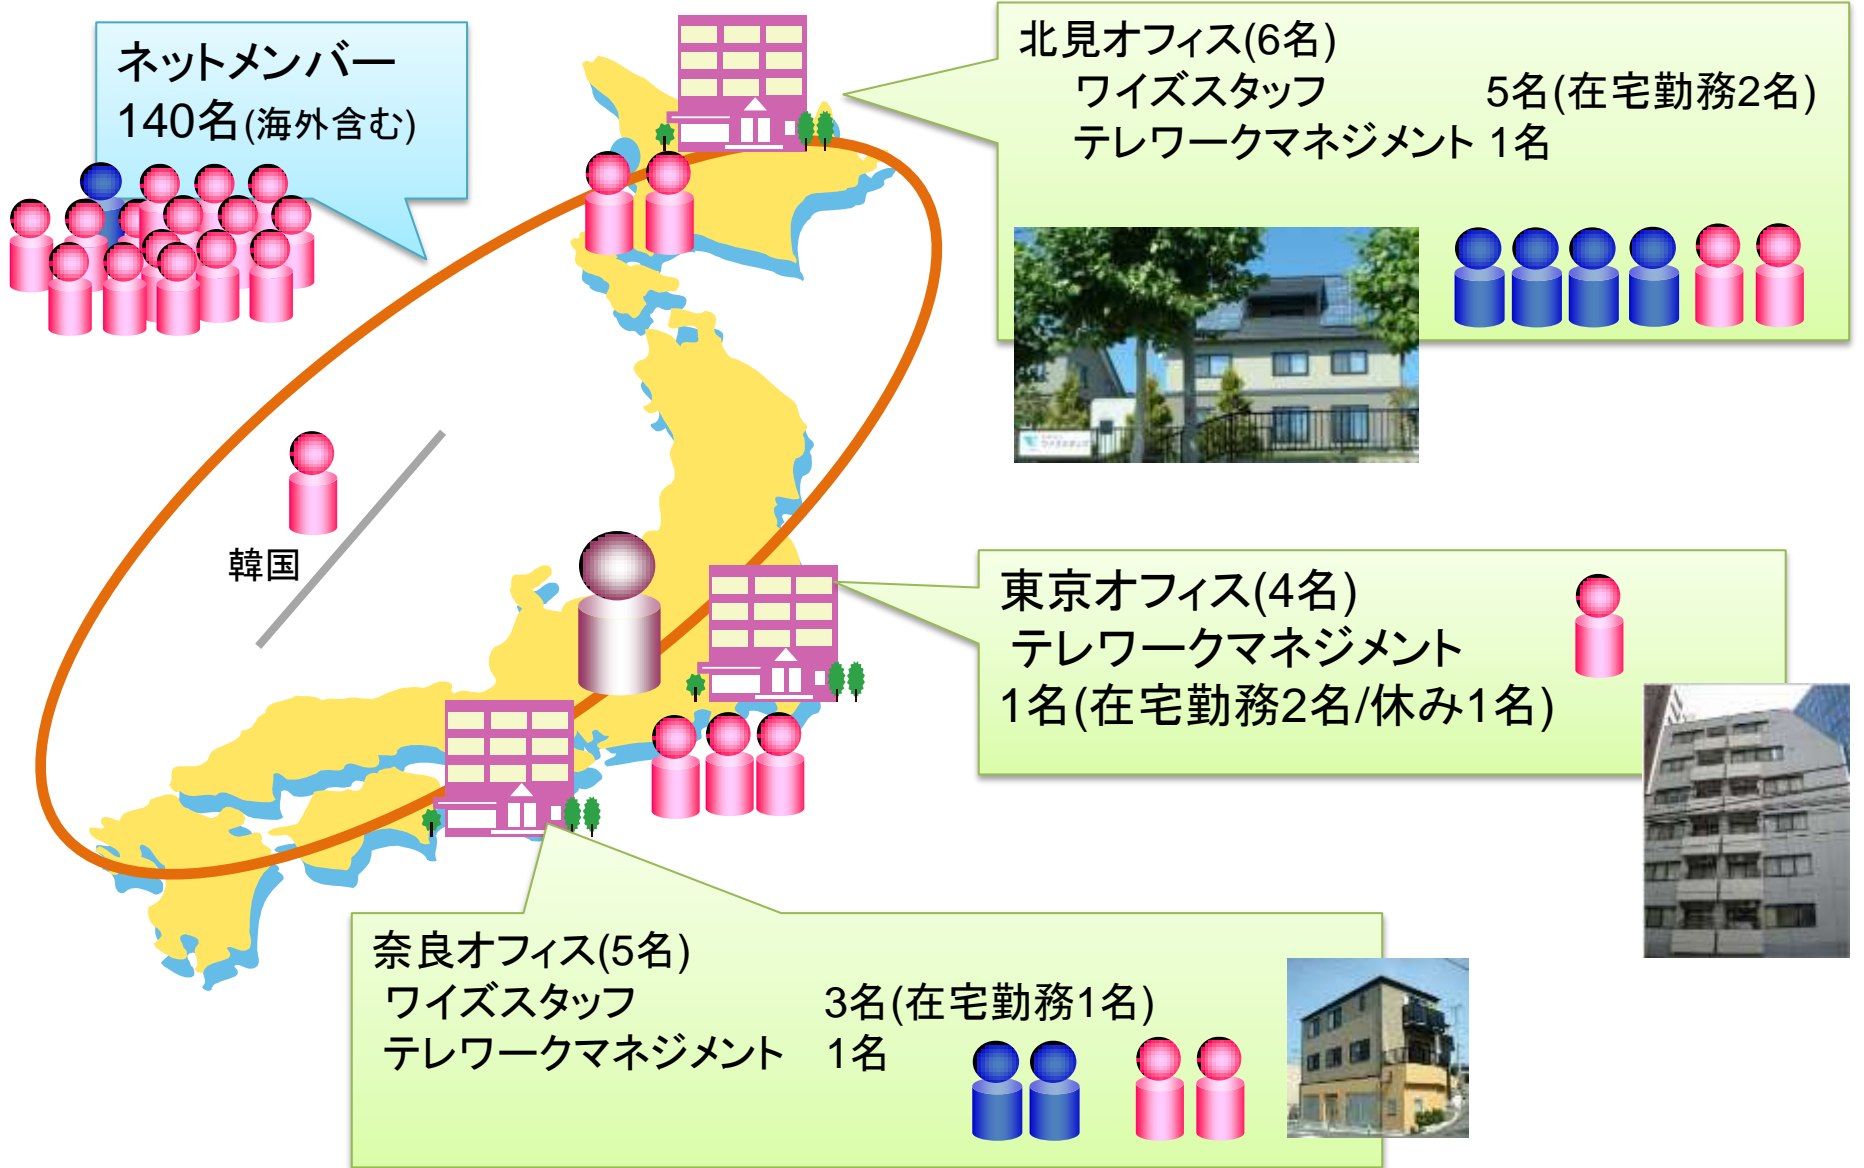 ネットメンバー
140名(海外含む)
北見オフィス(6名)
ワイズスタッフ 5名(在宅勤務2名)
テレワークマネジメント 1名
韓国
東京オフィス(4名)
テレワークマネジメント
1名(在宅勤務2名/休み1名)
奈良オフィス(5名)
ワイズスタッフ 3名(在宅勤務1名)
テレワークマネジメント 1名